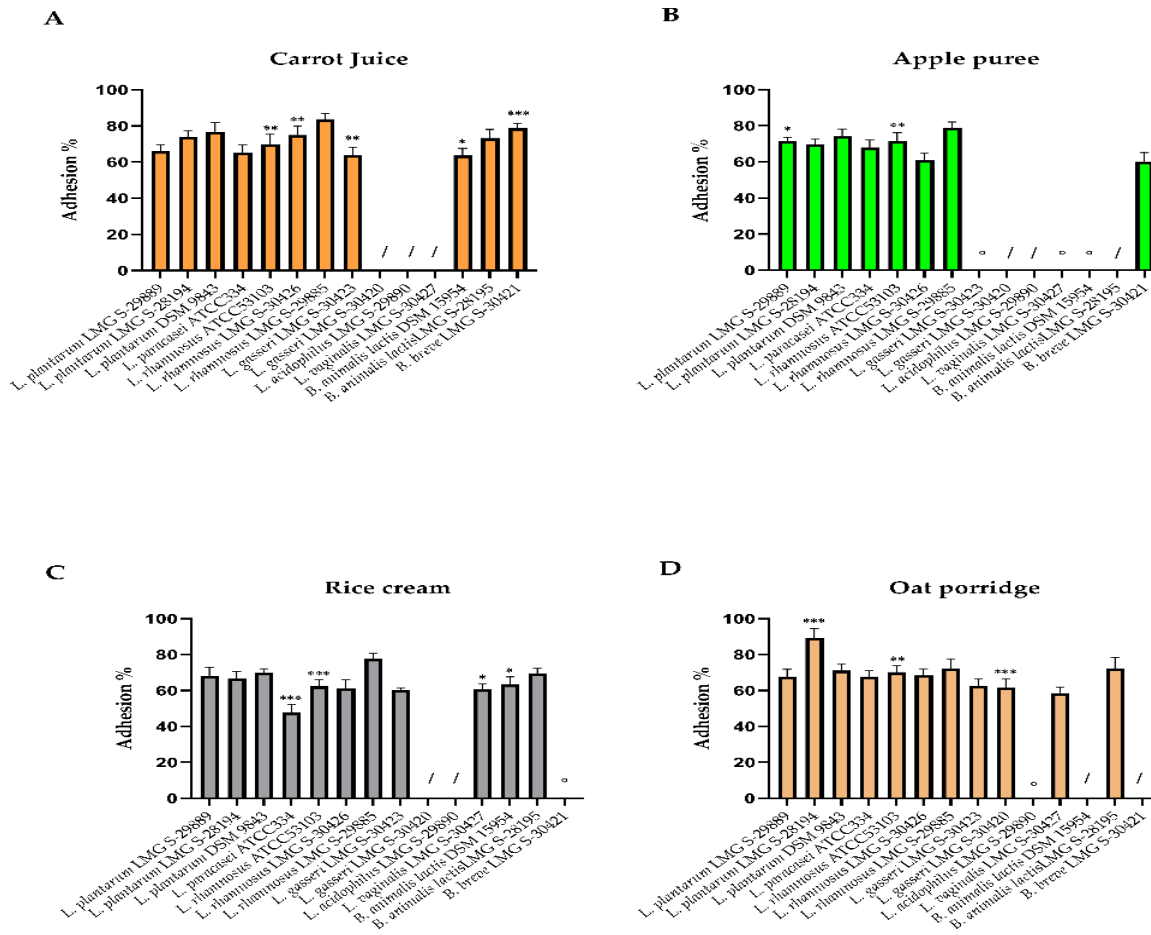 A
Carrot Juice
Adhesion %
100
80
60
40
20
0
** ** ** * ***
/ / /
L. plantarum LMG S-29889
L. plantarum LMG S-28194
L. plantarum DSM 9843
L. paracasei ATCC334
L. rhamnosus ATCC53103
L. rhamnosus LMG S-30426
L. rhamnosus LMG S-29885
L. gasseri LMG S-30423
L. gasseri LMG S-30420
L. acidophilus LMG S-29890
L. vaginalis LMG S-30427
B. animalis lactis DSM 15954
B. animalis lactisLMG S-28195
B. breve LMG S-30421
B
Apple puree
Adhesion %
100
80
60
40
20
0
* **
° / / ° ° /
L. plantarum LMG S-29889
L. plantarum LMG S-28194
L. plantarum DSM 9843
L. paracasei ATCC334
L. rhamnosus ATCC53103
L. rhamnosus LMG S-30426
L. rhamnosus LMG S-29885
L. gasseri LMG S-30423
L. gasseri LMG S-30420
L. acidophilus LMG S-29890
L. vaginalis LMG S-30427
B. animalis lactis DSM 15954
B. animalis lactisLMG S-28195
B. breve LMG S-30421
C
Rice cream
Adhesion %
100
80
60
40
20
0
*** *** * *
/ / °
L. plantarum LMG S-29889
L. plantarum LMG S-28194
L. plantarum DSM 9843
L. paracasei ATCC334
L. rhamnosus ATCC53103
L. rhamnosus LMG S-30426
L. rhamnosus LMG S-29885
L. gasseri LMG S-30423
L. gasseri LMG S-30420
L. acidophilus LMG S-29890
L. vaginalis LMG S-30427
B. animalis lactis DSM 15954
B. animalis lactisLMG S-28195
B. breve LMG S-30421
D
Oat porridge
Adhesion %
100
80
60
40
20
0
*** ** ***
° / /
L. plantarum LMG S-29889
L. plantarum LMG S-28194
L. plantarum DSM 9843
L. paracasei ATCC334
L. rhamnosus ATCC53103
L. rhamnosus LMG S-30426
L. rhamnosus LMG S-29885
L. gasseri LMG S-30423
L. gasseri LMG S-30420
L. acidophilus LMG S-29890
L. vaginalis LMG S-30427
B. animalis lactis DSM 15954
B. animalis lactisLMG S-28195
B. breve LMG S-30421